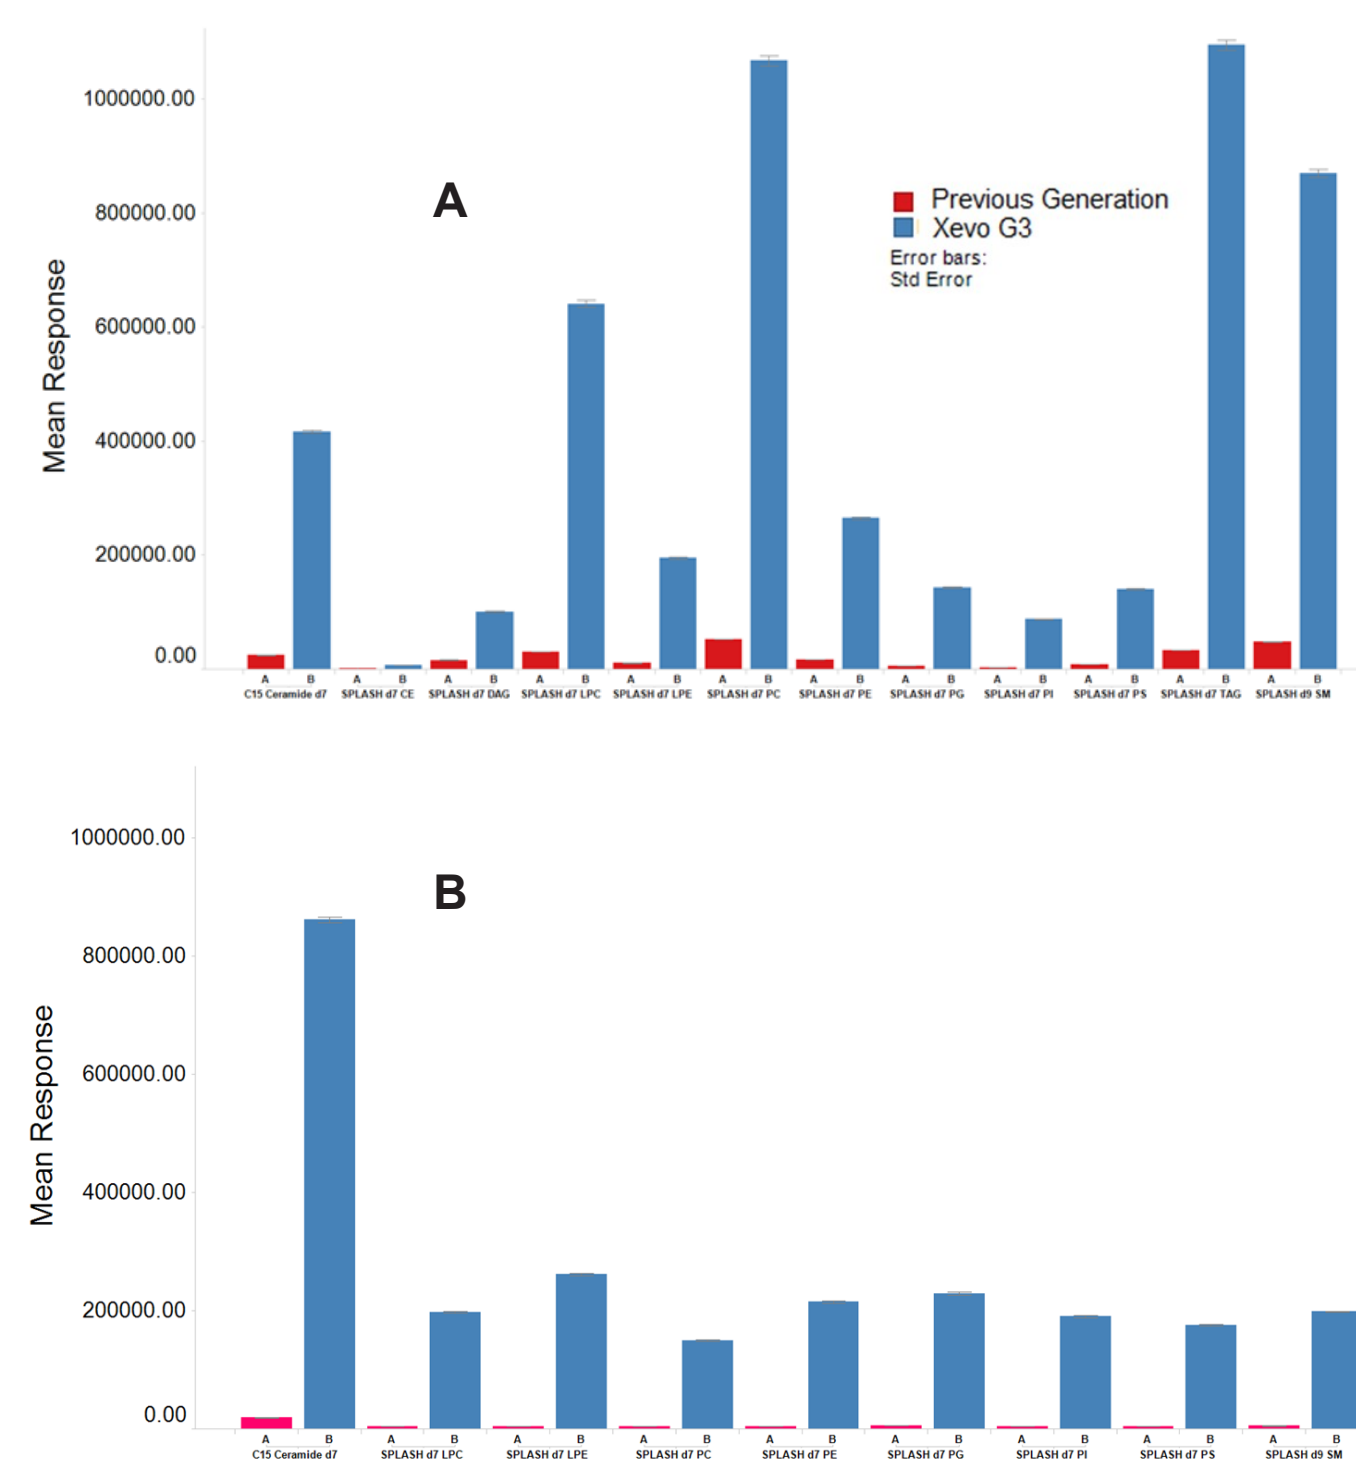 A
Previous Generation
Xevo G3
Error bars:
Std Error
Mean Response
1000000.00
800000.00
600000.00
400000.00
200000.00
0.00
A B A B A B A B A B A B A B A B A B A B A B A B
C15 Ceramide d7 SPLASH d7 CE SPLASH d7 DAG SPLASH d7 LPC SPLASH d7 LPE SPLASH d7 PC SPLASH d7 PE SPLASH d7 PG SPLASH d7 PI SPLASH d7 PS SPLASH d7 TAG SPLASH d9 SM
B
Mean Response
1000000.00
800000.00
600000.00
400000.00
200000.00
0.00
A B A B A B A B A B A B A B A B A B
C15 Ceramide d7 SPLASH d7 LPC SPLASH d7 LPE SPLASH d7 PC SPLASH d7 PE SPLASH d7 PG SPLASH d7 PI SPLASH d7 PS SPLASH d9 SM